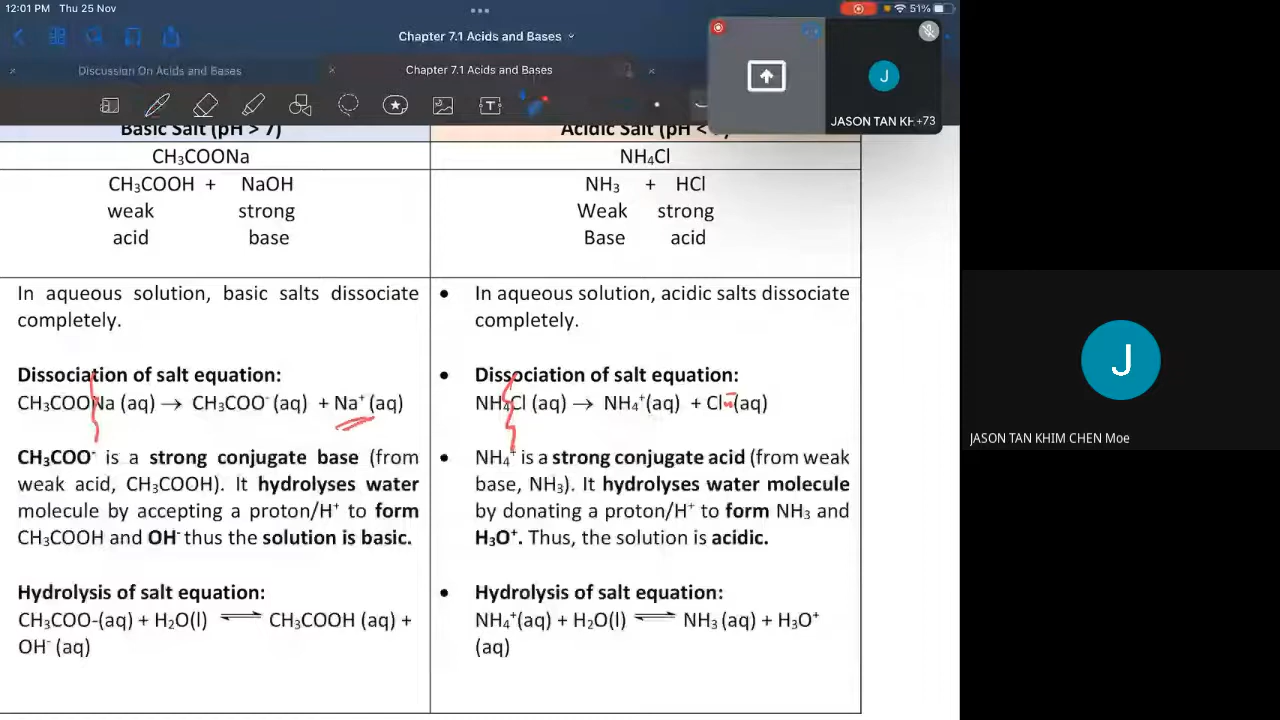 12:01 PM Thu 25 Nov
51%
Chapter 7.1 Acids and Bases
Discussion On Acids and Bases
Chapter 7.1 Acids and Bases
J
JASON TAN KH +73
Basic Salt (pH > 7)
Acidic Salt (pH <
CH₃COONa
NH₄Cl
CH₃COOH + NaOH
weak strong
acid base
NH₃ + HCl
Weak strong
Base acid
In aqueous solution, basic salts dissociate
completely.
Dissociation of salt equation:
CH₃COONa (aq) → CH₃COO⁻ (aq) + Na⁺ (aq)
CH₃COO⁻ is a strong conjugate base (from
weak acid, CH₃COOH). It hydrolyses water
molecule by accepting a proton/H⁺ to form
CH₃COOH and OH⁻ thus the solution is basic.
Hydrolysis of salt equation:
CH₃COO-(aq) + H₂O(l) ⇌ CH₃COOH (aq) +
OH⁻ (aq)
• In aqueous solution, acidic salts dissociate
completely.
• Dissociation of salt equation:
NH₄Cl (aq) → NH₄⁺(aq) + Cl⁻(aq)
• NH₄⁺ is a strong conjugate acid (from weak
base, NH₃). It hydrolyses water molecule
by donating a proton/H⁺ to form NH₃ and
H₃O⁺. Thus, the solution is acidic.
• Hydrolysis of salt equation:
NH₄⁺(aq) + H₂O(l) ⇌ NH₃ (aq) + H₃O⁺
(aq)
J
JASON TAN KHIM CHEN Moe